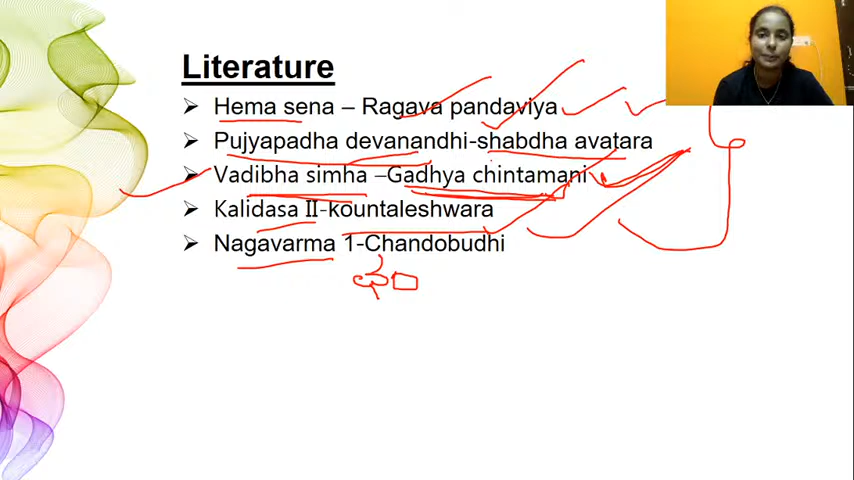 Literature
Hema sena – Ragava pandaviya
Pujyapadha devanandhi-shabdha avatara
Vadibha simha –Gadhya chintamani
Kalidasa II-kountaleshwara
Nagavarma 1-Chandobudhi